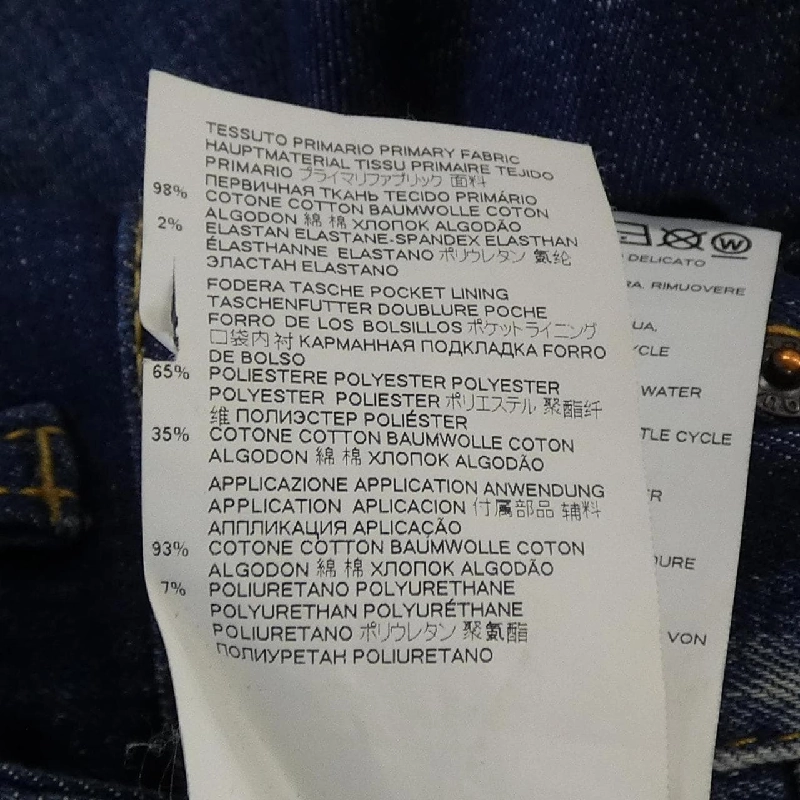 TESSUTO PRIMARIO PRIMARY FABRIC
HAUPTMATERIAL TISSU PRIMAIRE TEJIDO
PRIMARIO プライマリファブリック 面料
ПЕРВИЧНАЯ ТКАНЬ TECIDO PRIMÁRIO
98% COTONE COTTON BAUMWOLLE COTON
ALGODON 綿 棉 ХЛОПОК ALGODÃO
2% ELASTAN ELASTANE-SPANDEX ELASTHAN
ÉLASTHANNE ELASTANO ポリウレタン 氨纶
ЭЛАСТАН ELASTANO
FODERA TASCHE POCKET LINING
TASCHENFUTTER DOUBLURE POCHE
FORRO DE LOS BOLSILLOS ポケットライニング
口袋内衬 КАРМАННАЯ ПОДКЛАДКА FORRO
DE BOLSO
65% POLIESTERE POLYESTER POLYESTER
POLYESTER POLIESTER ポリエステル 聚酯纤
维 ПОЛИЭСТЕР POLIÉSTER
35% COTONE COTTON BAUMWOLLE COTON
ALGODON 綿 棉 ХЛОПОК ALGODÃO
APPLICAZIONE APPLICATION ANWENDUNG
APPLICATION APLICACION 付属部品 辅料
АППЛИКАЦИЯ APLICAÇÃO
93% COTONE COTTON BAUMWOLLE COTON
ALGODON 綿 棉 ХЛОПОК ALGODÃO
7% POLIURETANO POLYURETHANE
POLYURETHAN POLYURÉTHANE
POLIURETANO ポリウレタン 聚氨酯
ПОЛИУРЕТАН POLIURETANO
W
DELICATO
RIMUOVERE
WATER
CYCLE
VON